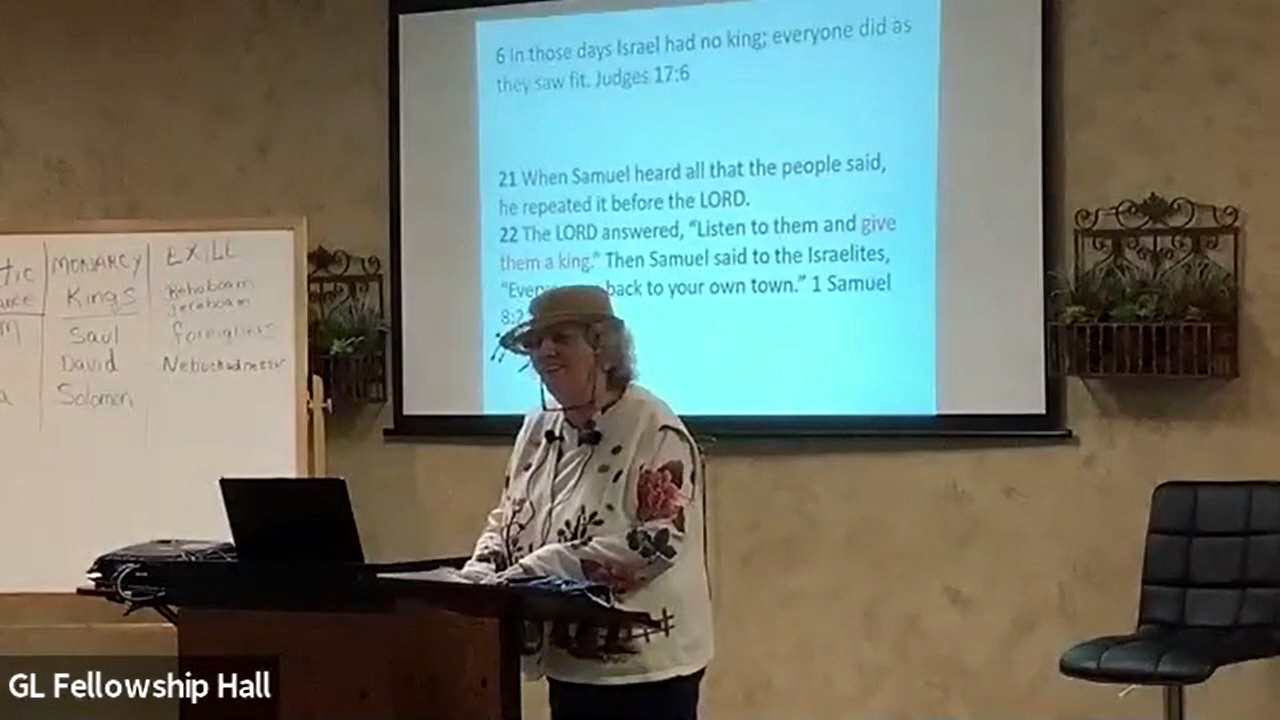 6 In those days Israel had no king; everyone did as
they saw fit. Judges 17:6
21 When Samuel heard all that the people said,
he repeated it before the LORD.
22 The LORD answered, “Listen to them and give
them a king.” Then Samuel said to the Israelites,
back to your own town.” 1 Samuel
MONARCY EXILE
Kings Rehoboam
Jeroboam
Saul foreigners
David
Solomon
GL Fellowship Hall